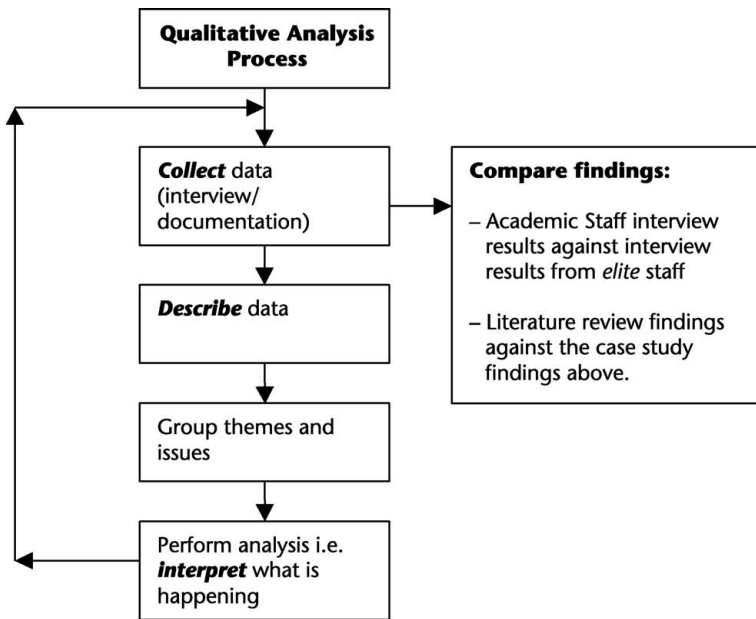 Qualitative Analysis
Process
Collect data
(interview/
documentation)
Compare findings:
– Academic Staff interview
results against interview
results from elite staff
– Literature review findings
against the case study
findings above.
Describe data
Group themes and
issues
Perform analysis i.e.
interpret what is
happening